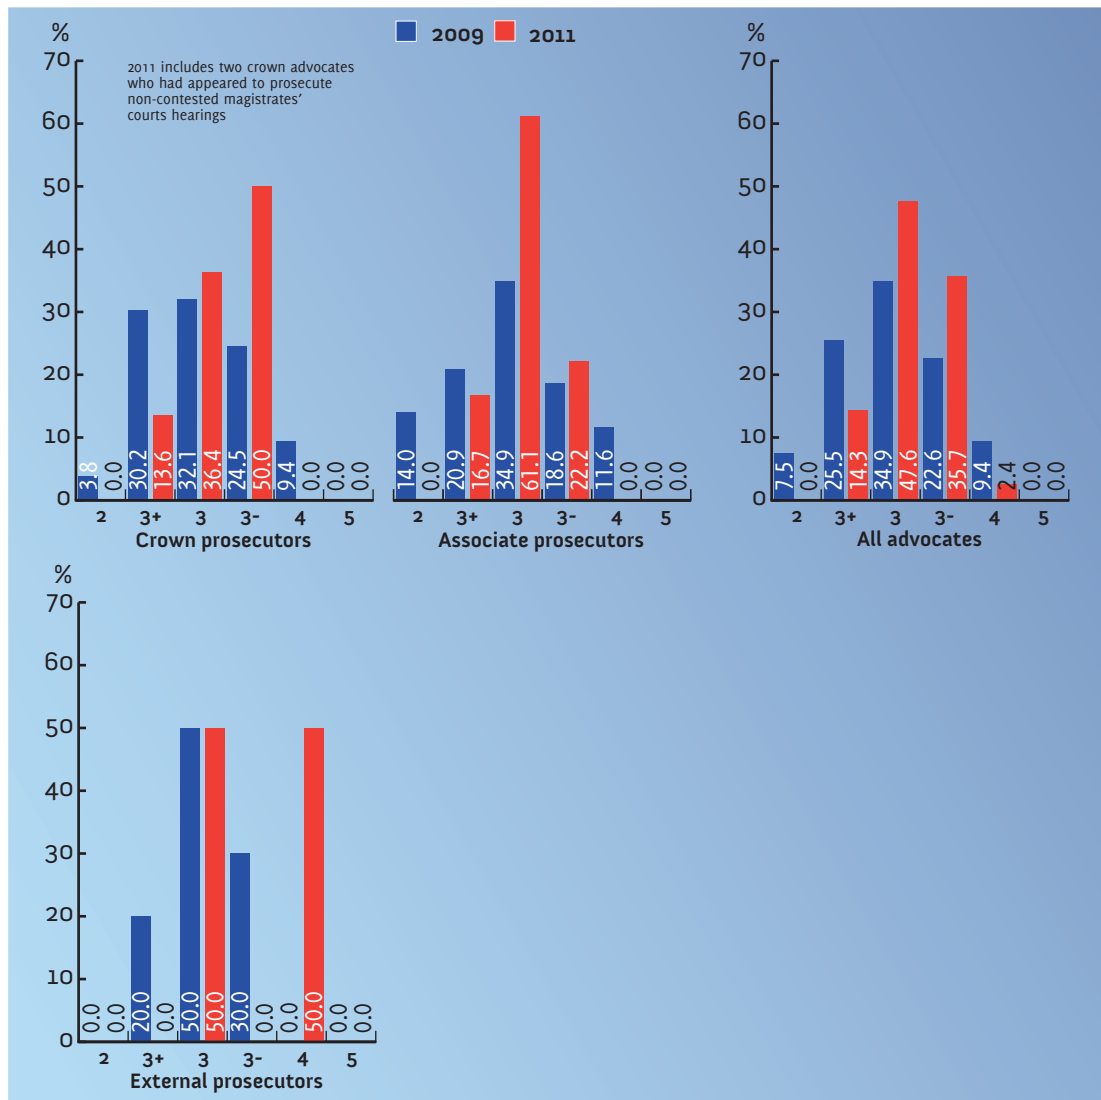 2009 2011
%
70
60
50
40
30
20
10
0
2011 includes two crown advocates
who had appeared to prosecute
non-contested magistrates'
courts hearings
3.8 0.0 30.2 13.6 32.1 36.4 24.5 50.0 9.4 0.0 0.0 0.0
2 3+ 3 3- 4 5
Crown prosecutors
14.0 0.0 20.9 16.7 34.9 61.1 18.6 22.2 11.6 0.0 0.0 0.0
2 3+ 3 3- 4 5
Associate prosecutors
%
70
60
50
40
30
20
10
0
7.5 0.0 25.5 14.3 34.9 47.6 22.6 35.7 9.4 2.4 0.0 0.0
2 3+ 3 3- 4 5
All advocates
%
70
60
50
40
30
20
10
0
0.0 0.0 20.0 0.0 50.0 50.0 30.0 0.0 0.0 50.0 0.0 0.0
2 3+ 3 3- 4 5
External prosecutors